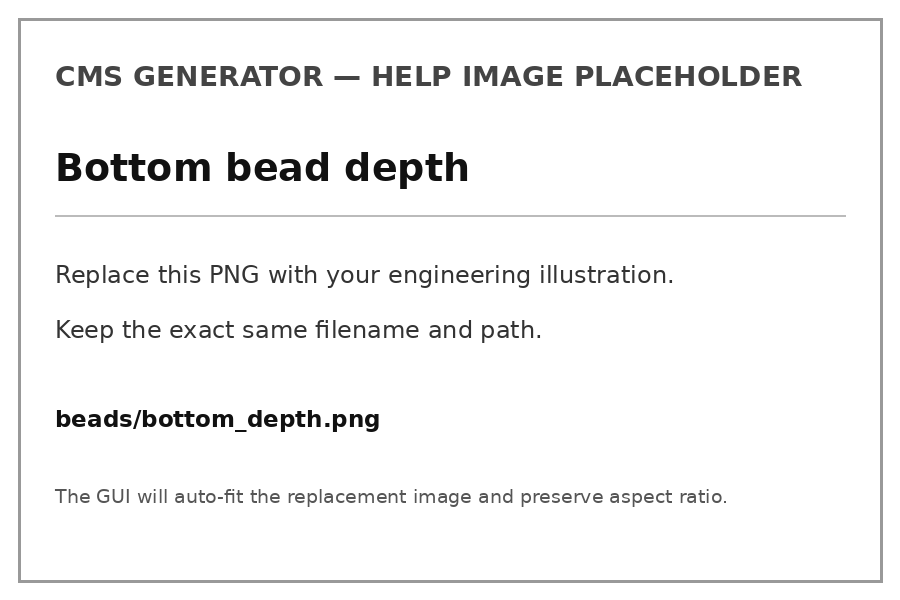 CMS GENERATOR — HELP IMAGE PLACEHOLDER
Bottom bead depth
Replace this PNG with your engineering illustration.
Keep the exact same filename and path.
beads/bottom_depth.png
The GUI will auto-fit the replacement image and preserve aspect ratio.